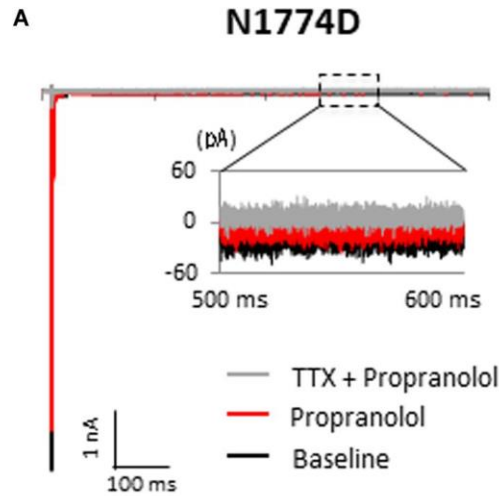 A
N1774D
(pA)
60
0
-60
500 ms
600 ms
TTX + Propranolol
Propranolol
Baseline
1 nA
100 ms